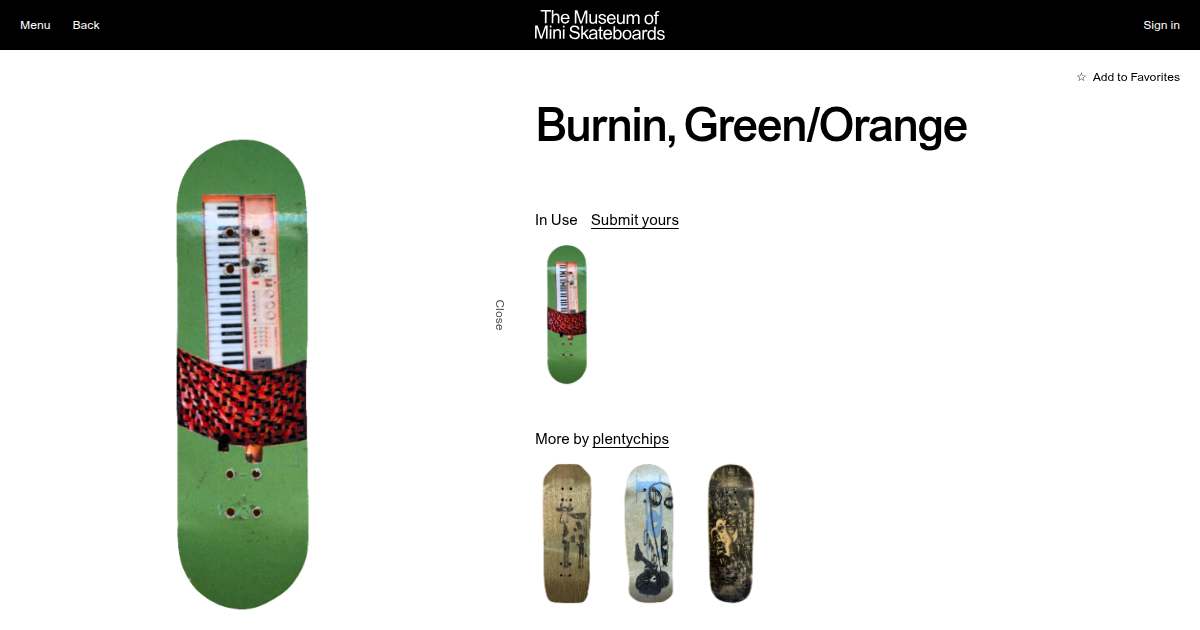 Menu
Back
The Museum of
Mini Skateboards
Sign in
☆ Add to Favorites
Burnin, Green/Orange
In Use
Submit yours
Close
More by plentychips